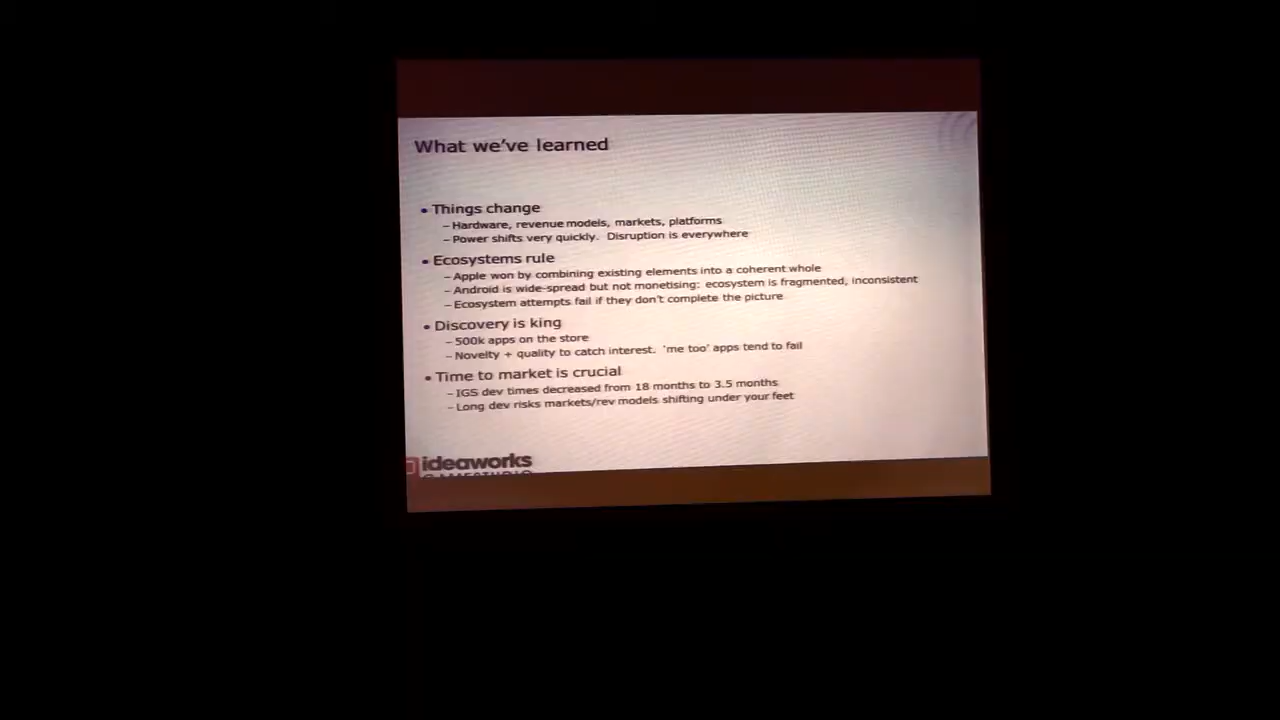 What we've learned
• Things change
– Hardware, revenue models, markets, platforms
– Power shifts very quickly. Disruption is everywhere
• Ecosystems rule
– Apple won by combining existing elements into a coherent whole
– Android is wide-spread but not monetising: ecosystem is fragmented, inconsistent
– Ecosystem attempts fail if they don't complete the picture
• Discovery is king
– 500k apps on the store
– Novelty + quality to catch interest. 'me too' apps tend to fail
• Time to market is crucial
– IGS dev times decreased from 18 months to 3.5 months
– Long dev risks markets/rev models shifting under your feet
ideaworks